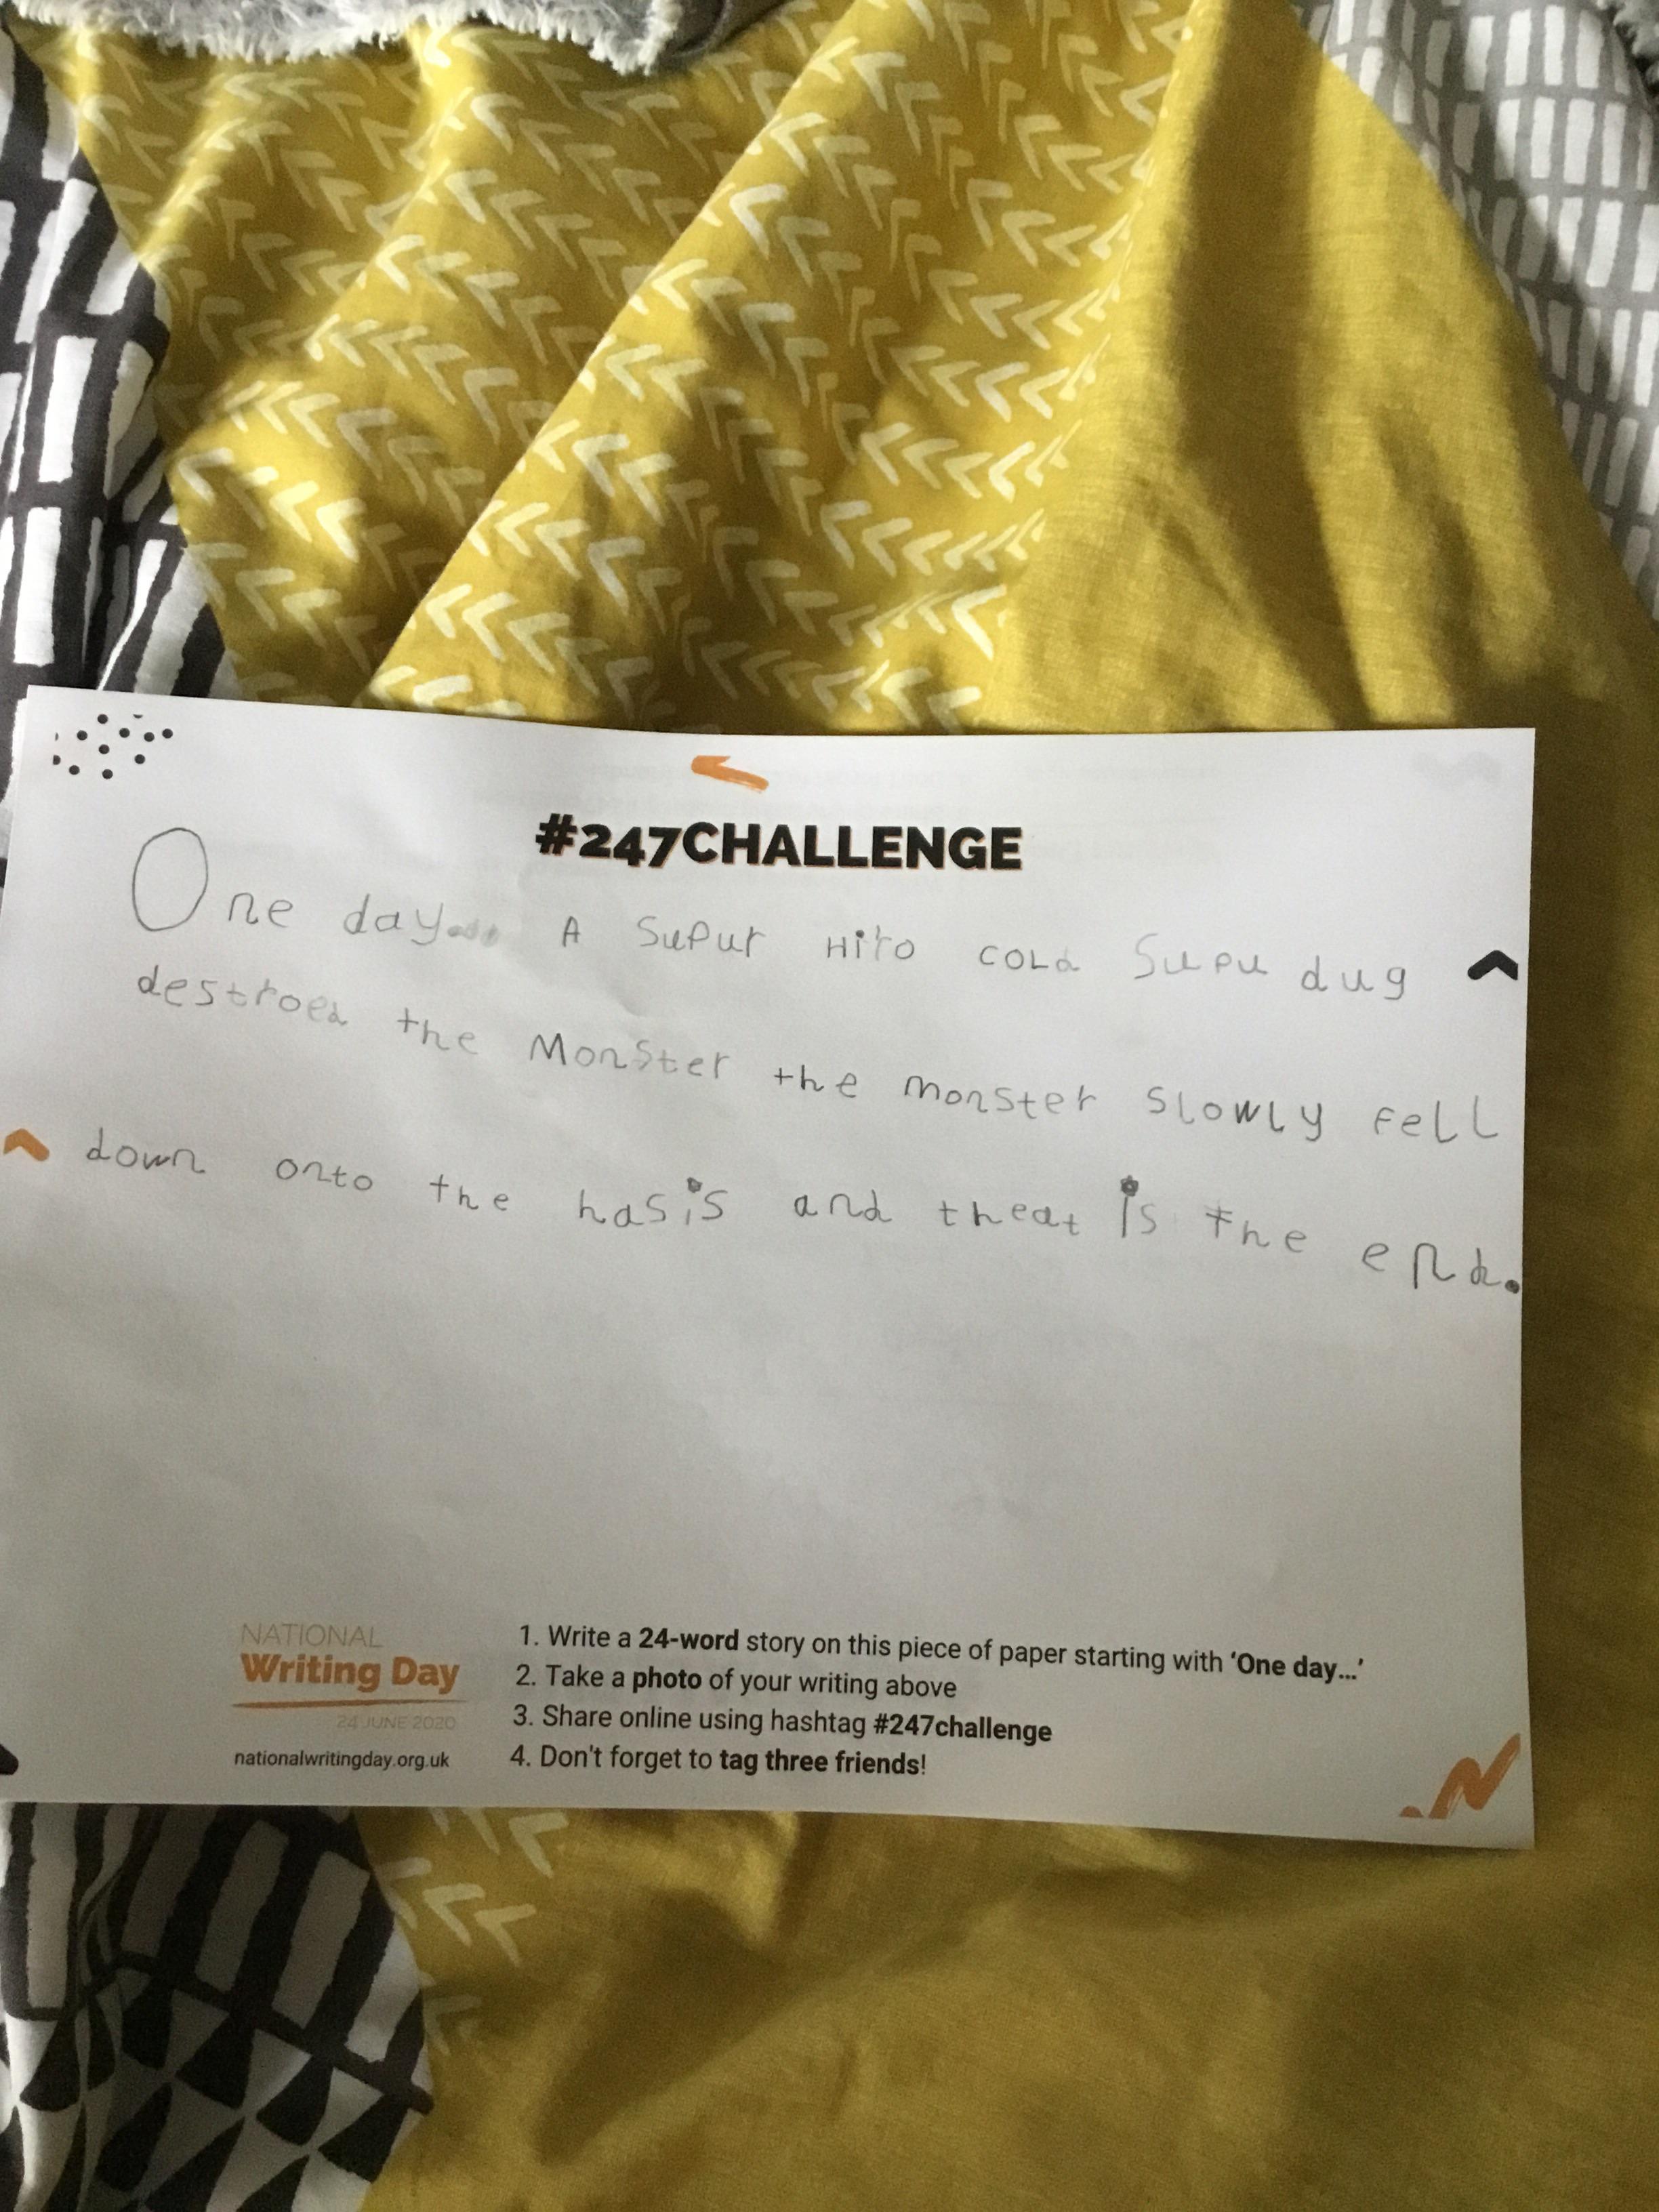 #247CHALLENGE
One day... A Supur Hiro cold Supu dug
destroed the Monster the monster slowly fell
down onto the hasis and theat is the end.
NATIONAL
Writing Day
24 JUNE 2020
nationalwritingday.org.uk
1. Write a 24-word story on this piece of paper starting with ‘One day...’
2. Take a photo of your writing above
3. Share online using hashtag #247challenge
4. Don't forget to tag three friends!